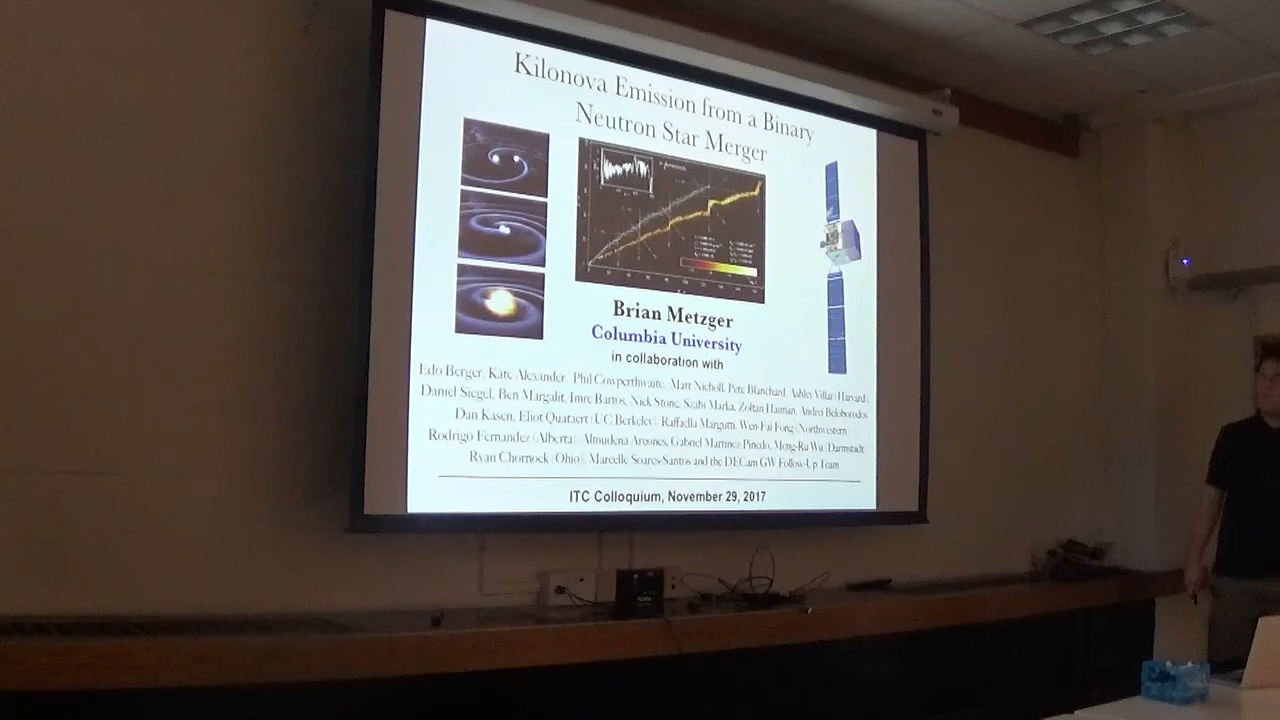 Kilonova Emission from a Binary
Neutron Star Merger
Brian Metzger
Columbia University
in collaboration with
Edo Berger, Kate Alexander, Phil Cowperthwaite, Matt Nicholl, Pete Blanchard, Ashley Villar (Harvard),
Daniel Siegel, Ben Margalit, Imre Bartos, Nick Stone, Szabi Marka, Zoltan Haiman, Andrei Beloborodov
Dan Kasen, Eliot Quataert (UC Berkeley), Raffaella Margutti, Wen-Fai Fong (Northwestern)
Rodrigo Fernandez (Alberta), Almudena Arcones, Gabriel Martinez-Pinedo, Meng-Ru Wu (Darmstadt)
Ryan Chornock (Ohio), Marcelle Soares-Santos and the DECam GW Follow-Up Team
ITC Colloquium, November 29, 2017